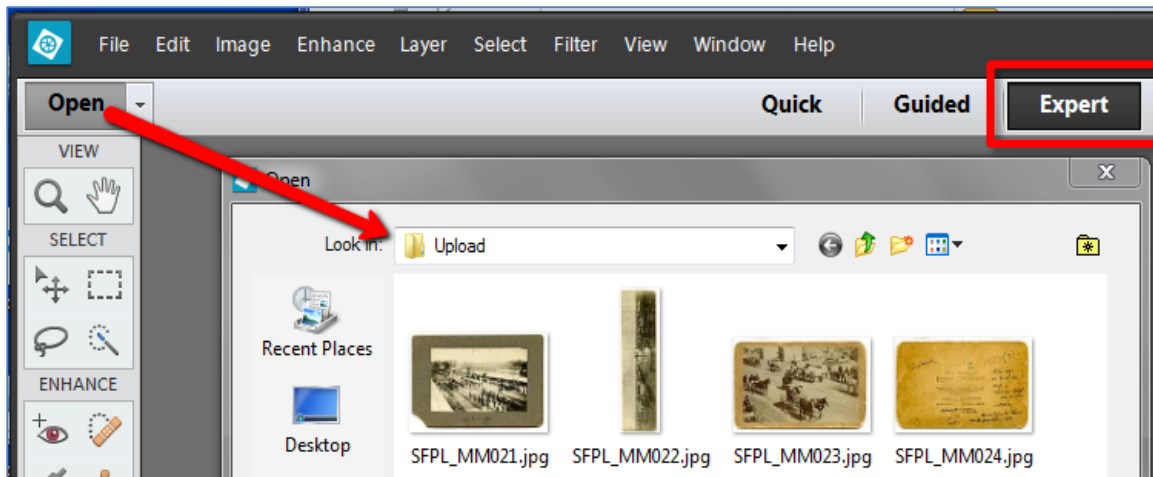 File Edit Image Enhance Layer Select Filter View Window Help
Open Quick Guided Expert
VIEW
Open
SELECT
Look in: Upload
Recent Places
ENHANCE
Desktop
SFPL_MM021.jpg SFPL_MM022.jpg SFPL_MM023.jpg SFPL_MM024.jpg